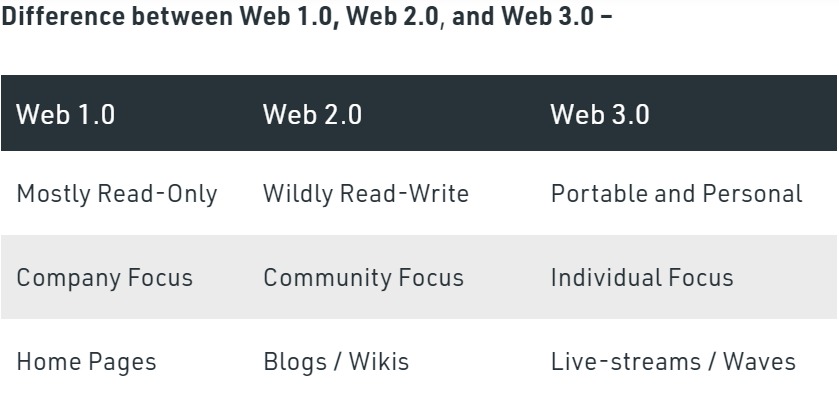 Difference between Web 1.0, Web 2.0, and Web 3.0 –
Web 1.0 Web 2.0 Web 3.0
Mostly Read-Only Wildly Read-Write Portable and Personal
Company Focus Community Focus Individual Focus
Home Pages Blogs / Wikis Live-streams / Waves